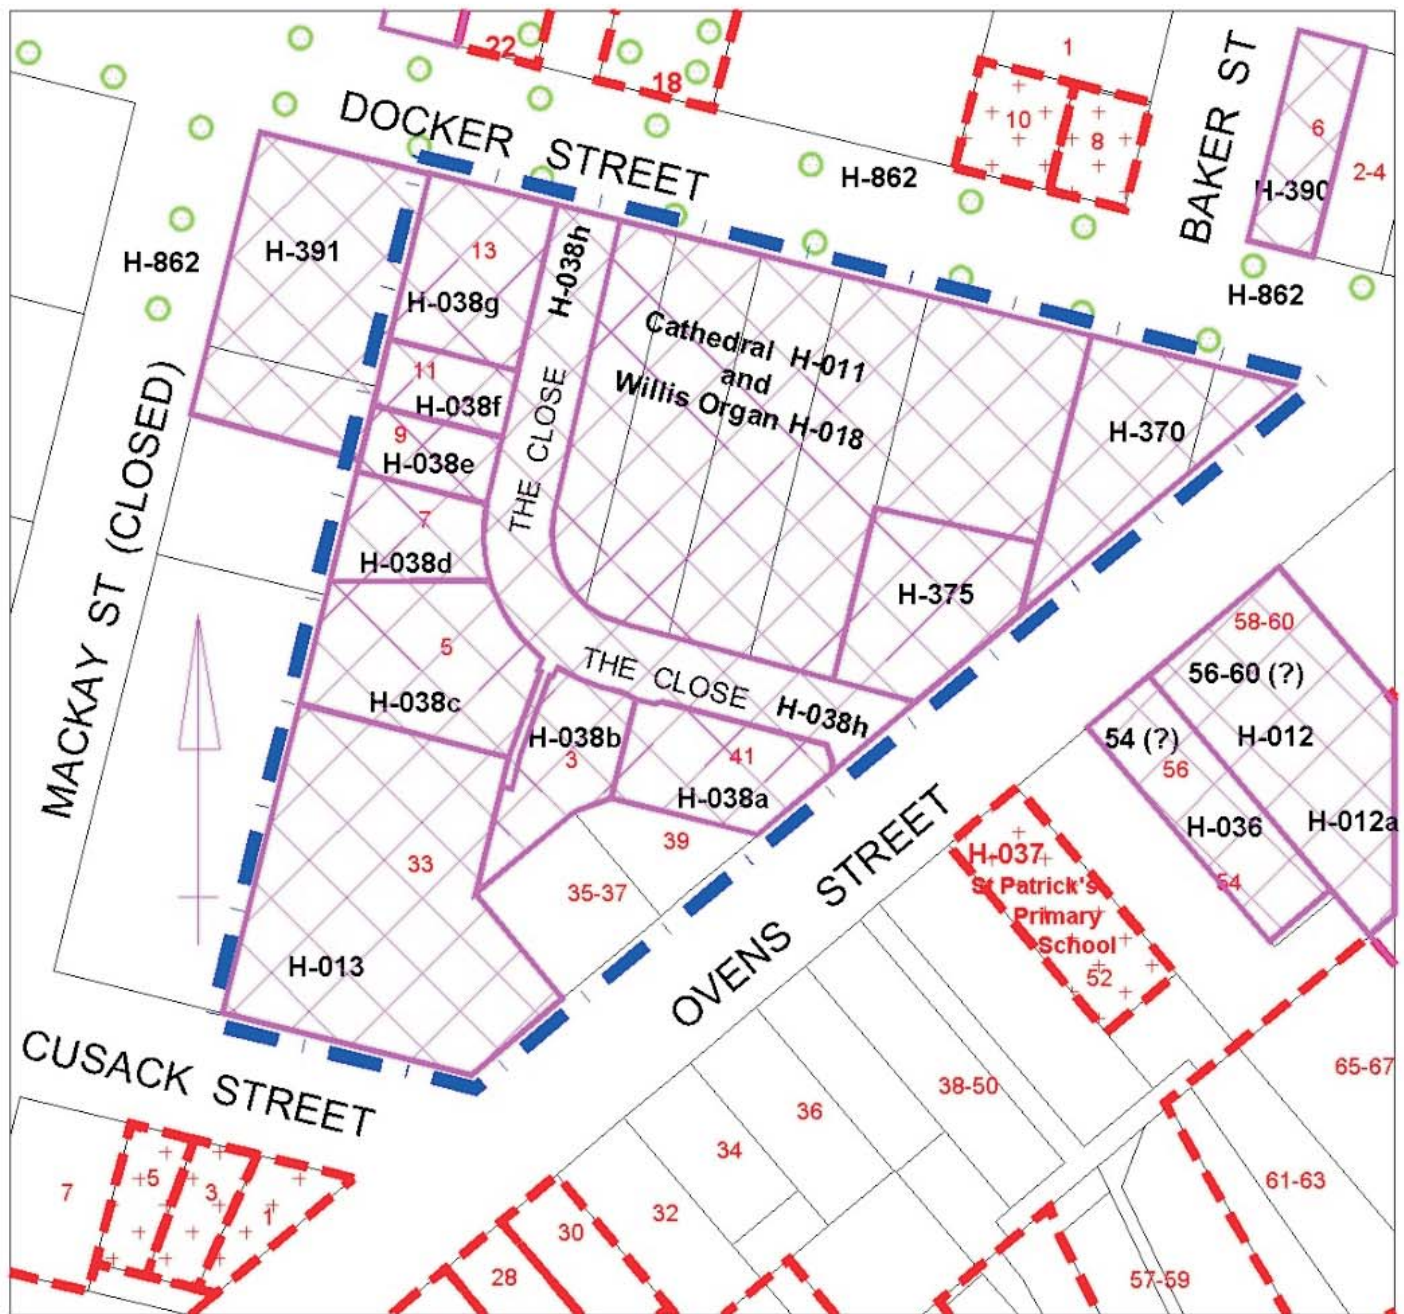 22
18
1
10
8
BAKER ST
6
2-4
H-390
DOCKER STREET
H-862
H-862
H-862
H-391
13
H-038g
H-038h
11
H-038f
9
H-038e
THE CLOSE
Cathedral H-011
and
Willis Organ H-018
H-370
7
H-038d
H-375
MACKAY ST (CLOSED)
5
H-038c
THE CLOSE
H-038h
H-038b
3
41
H-038a
58-60
56-60 (?)
H-012
54 (?)
56
H-036
H-012a
54
33
39
35-37
H-013
OVENS STREET
H-037
St Patrick's
Primary
School
52
CUSACK STREET
65-67
38-50
36
34
32
30
28
61-63
57-59
7
5
3
1